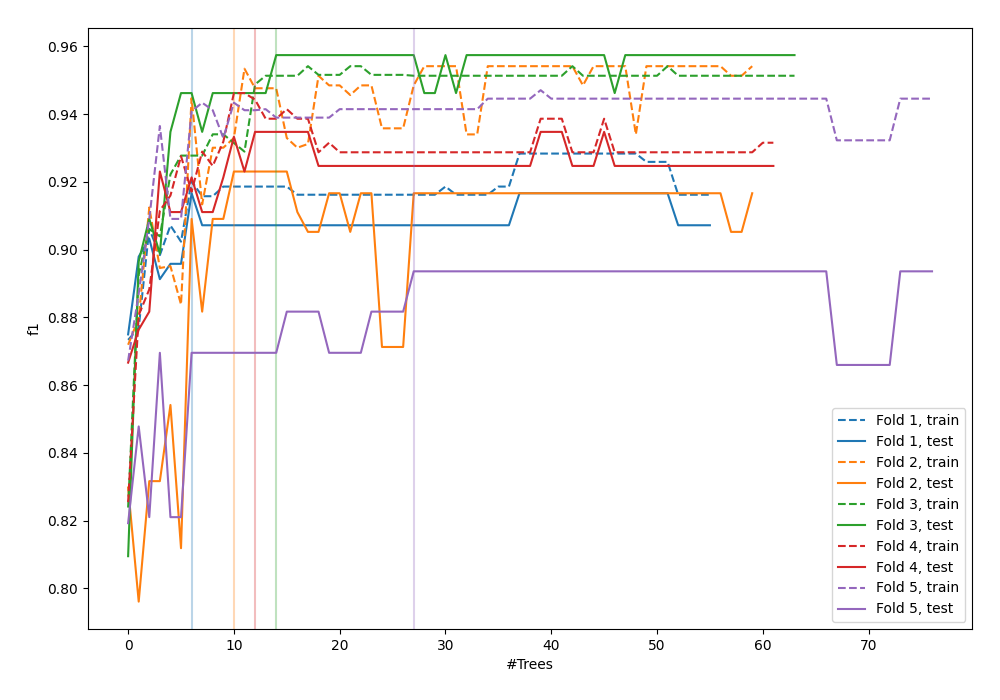 0.96
0.94
0.92
0.90
0.88
0.86
0.84
0.82
0.80
f1
0 10 20 30 40 50 60 70
#Trees
Fold 1, train
Fold 1, test
Fold 2, train
Fold 2, test
Fold 3, train
Fold 3, test
Fold 4, train
Fold 4, test
Fold 5, train
Fold 5, test